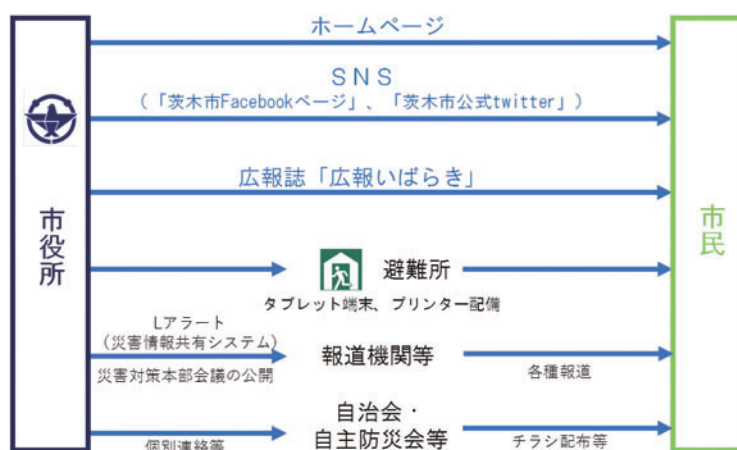 ホームページ
SNS
（「茨木市Facebookページ」、「茨木市公式twitter」）
広報誌「広報いばらき」
市役所
市民
避難所
タブレット端末、プリンター配備
Lアラート
（災害情報共有システム）
災害対策本部会議の公開
報道機関等
各種報道
自治会・
自主防災会等
個別連絡等
チラシ配布等